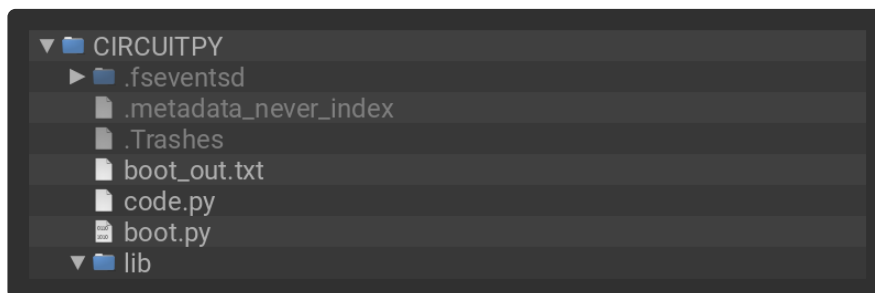 CIRCUITPY
.fseventsd
.metadata_never_index
.Trashes
boot_out.txt
code.py
boot.py
lib